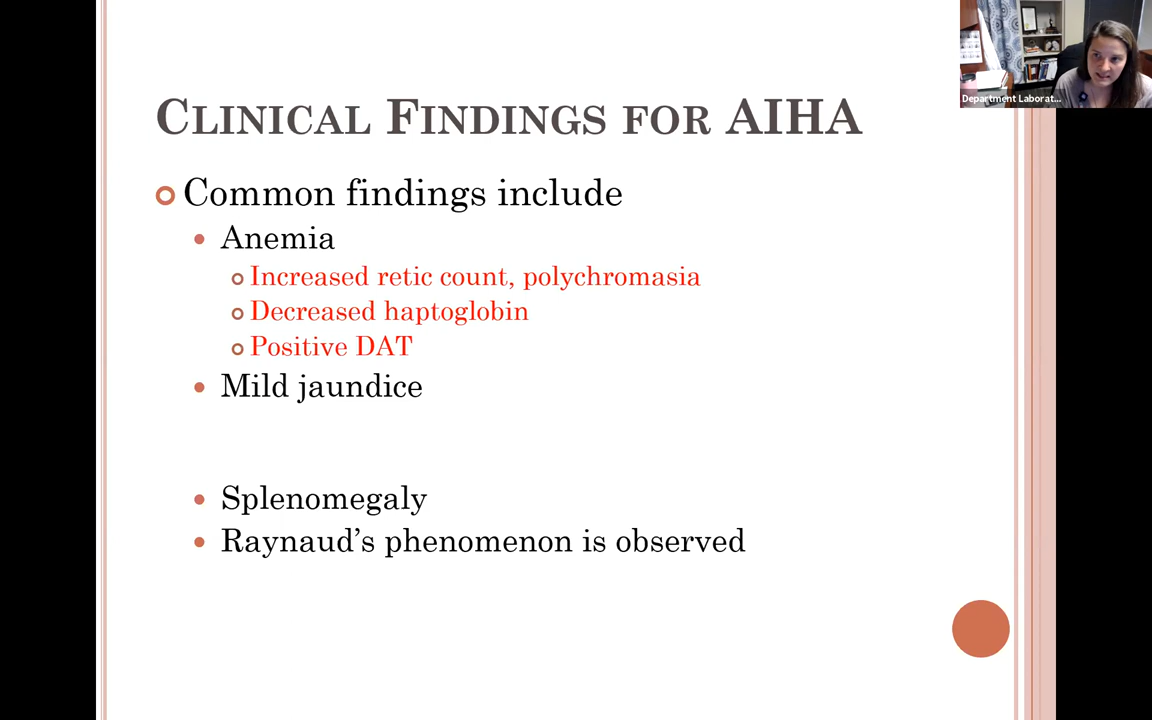 Department Laborat...
CLINICAL FINDINGS FOR AIHA
Common findings include
Anemia
Increased retic count, polychromasia
Decreased haptoglobin
Positive DAT
Mild jaundice
Splenomegaly
Raynaud's phenomenon is observed